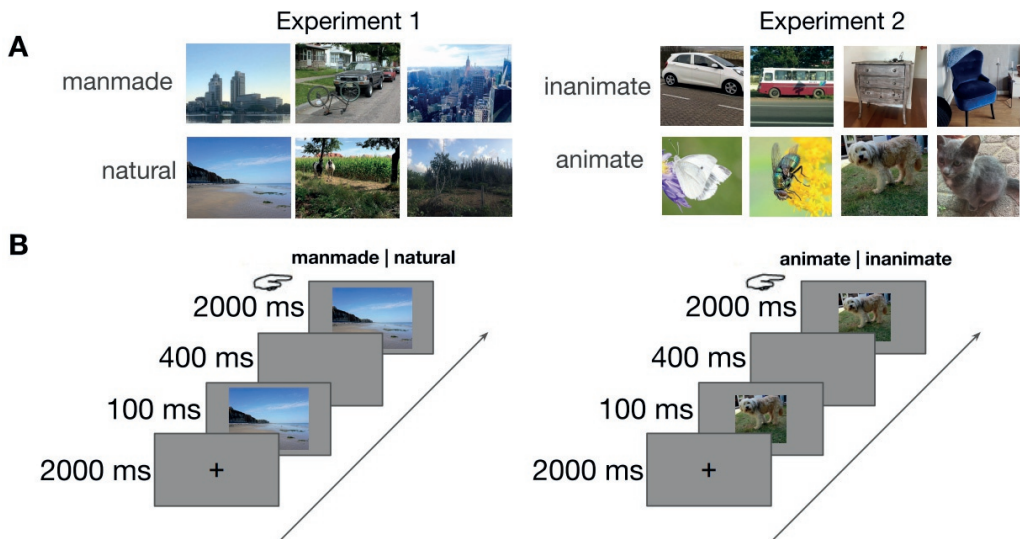 Experiment 1
Experiment 2
A
manmade
natural
inanimate
animate
B
manmade | natural
2000 ms
400 ms
100 ms
2000 ms
+
animate | inanimate
2000 ms
400 ms
100 ms
2000 ms
+